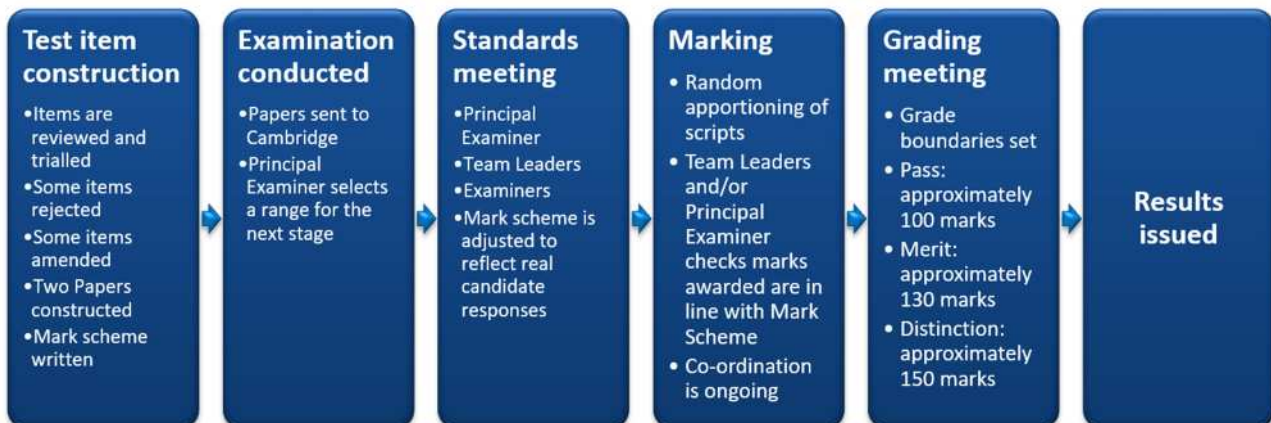 Test item
construction
•Items are
reviewed and
trialled
•Some items
rejected
•Some items
amended
•Two Papers
constructed
•Mark scheme
written
Examination
conducted
•Papers sent to
Cambridge
•Principal
Examiner selects
a range for the
next stage
Standards
meeting
•Principal
Examiner
•Team Leaders
•Examiners
•Mark scheme is
adjusted to
reflect real
candidate
responses
Marking
• Random
apportioning of
scripts
• Team Leaders
and/or
Principal
Examiner
checks marks
awarded are in
line with Mark
Scheme
• Co-ordination
is ongoing
Grading
meeting
• Grade
boundaries set
• Pass:
approximately
100 marks
• Merit:
approximately
130 marks
• Distinction:
approximately
150 marks
Results
issued